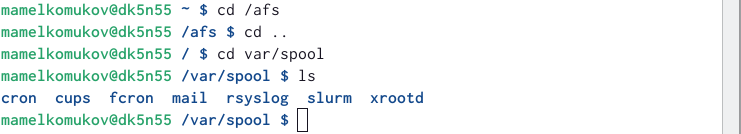 mamelkomukov@dk5n55 ~ $ cd /afs
mamelkomukov@dk5n55 /afs $ cd ..
mamelkomukov@dk5n55 / $ cd var/spool
mamelkomukov@dk5n55 /var/spool $ ls
cron  cups  fcron  mail  rsyslog  slurm  xrootd
mamelkomukov@dk5n55 /var/spool $